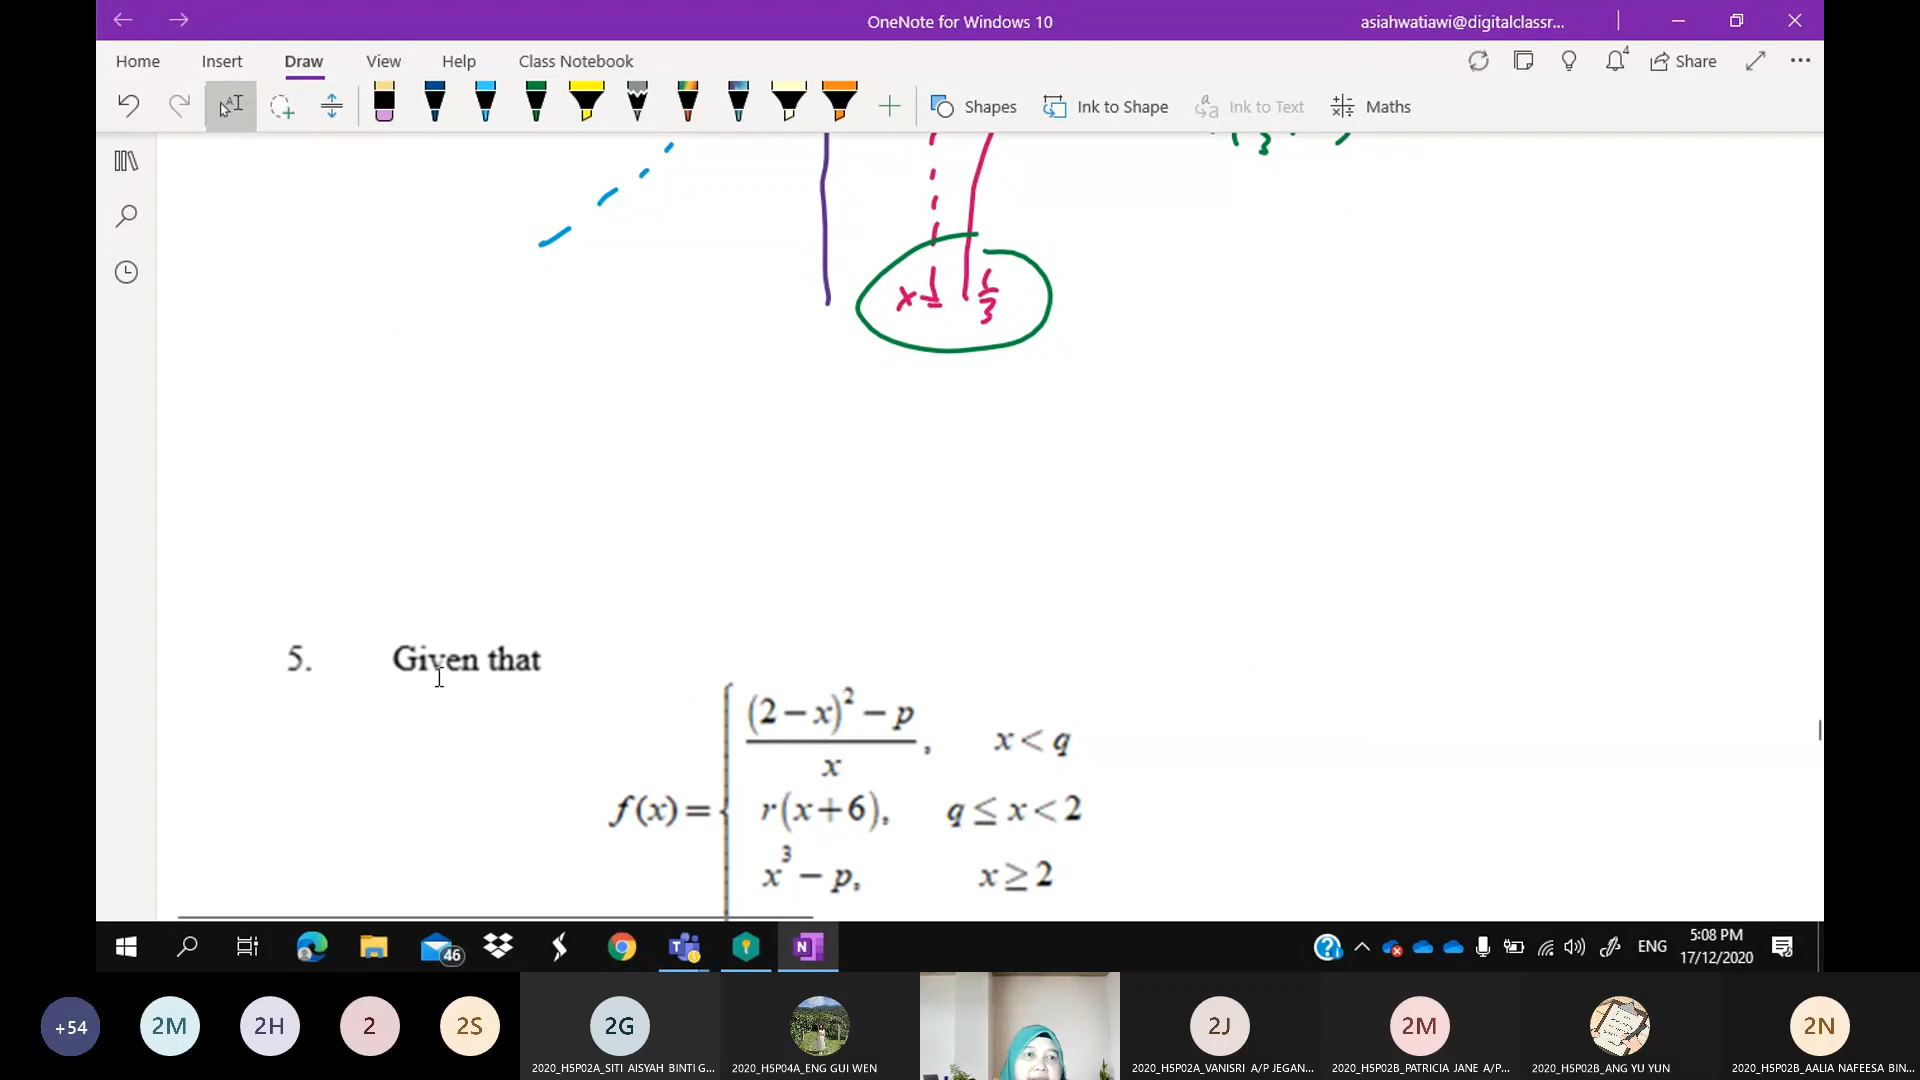 OneNote for Windows 10
asiahwatiawi@digitalclassr...
Home Insert Draw View Help Class Notebook
4
Share
Shapes Ink to Shape Ink to Text Maths
x = 1/3
5. Given that
f(x) = { ((2 − x)² − p)/x, x < q
r(x+6), q ≤ x < 2
x³ − p, x ≥ 2
46
ENG
5:08 PM
17/12/2020
+54 2M 2H 2 2S 2G 2J 2M 2N
2020_H5P02A_SITI AISYAH BINTI G... 2020_H5P04A_ENG GUI WEN 2020_H5P02A_VANISRI A/P JEGAN... 2020_H5P02B_PATRICIA JANE A/P... 2020_H5P02B_ANG YU YUN 2020_H5P02B_AALIA NAFEESA BIN...